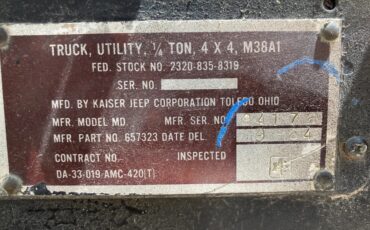 TRUCK, UTILITY, ¼ TON, 4 X 4, M38A1
FED. STOCK NO. 2320-835-8319
SER. NO.
MFD. BY KAISER JEEP CORPORATION TOLEDO OHIO
MFR. MODEL MD. MFR. SER. NO.
MFR. PART NO. 657323 DATE DEL.
CONTRACT NO. INSPECTED
DA-33-019-AMC-420(T)